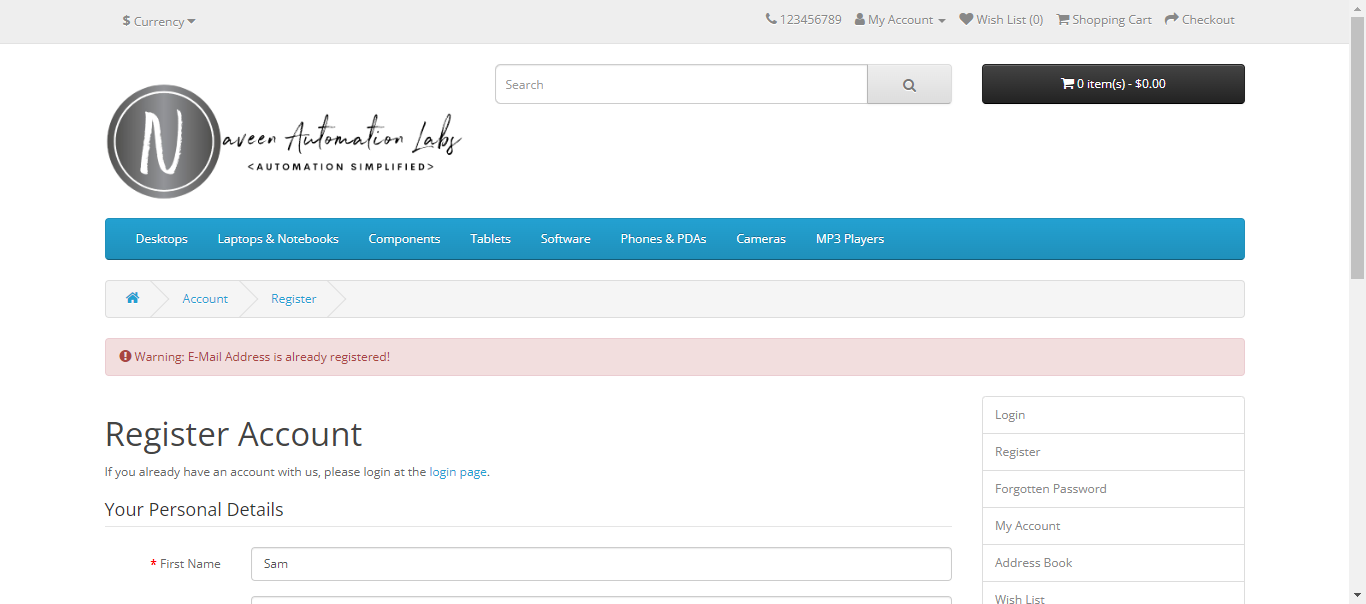 $ Currency
123456789 My Account Wish List (0) Shopping Cart Checkout
Search
0 item(s) - $0.00
N
aveen Automation Labs
<AUTOMATION SIMPLIFIED>
Desktops Laptops & Notebooks Components Tablets Software Phones & PDAs Cameras MP3 Players
Account Register
Warning: E-Mail Address is already registered!
Register Account
If you already have an account with us, please login at the login page.
Your Personal Details
* First Name Sam
Login
Register
Forgotten Password
My Account
Address Book
Wish List